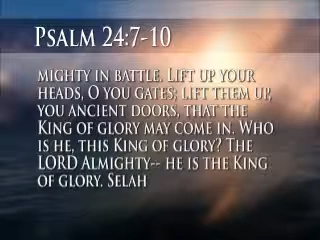 Psalm 24:7-10
mighty in battle. Lift up your
heads, O you gates; lift them up,
you ancient doors, that the
King of glory may come in. Who
is he, this King of glory? The
LORD Almighty-- he is the King
of glory. Selah